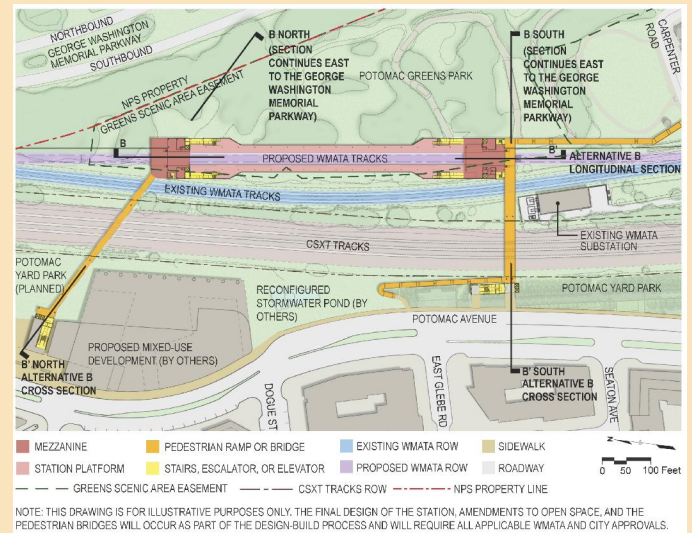 NORTHBOUND
GEORGE WASHINGTON
MEMORIAL PARKWAY
SOUTHBOUND
B NORTH
(SECTION
CONTINUES EAST
TO THE GEORGE
WASHINGTON
MEMORIAL
PARKWAY)
B SOUTH
(SECTION
CONTINUES EAST
TO THE GEORGE
WASHINGTON
MEMORIAL
PARKWAY)
CARPENTER
ROAD
POTOMAC GREENS PARK
NPS PROPERTY
GREENS SCENIC AREA EASEMENT
B
PROPOSED WMATA TRACKS
B'
ALTERNATIVE B
LONGITUDINAL SECTION
EXISTING WMATA TRACKS
EXISTING WMATA
SUBSTATION
CSXT TRACKS
POTOMAC
YARD PARK
(PLANNED)
RECONFIGURED
STORMWATER POND (BY
OTHERS)
POTOMAC YARD PARK
POTOMAC AVENUE
PROPOSED MIXED-USE
DEVELOPMENT (BY OTHERS)
B' NORTH
ALTERNATIVE B
CROSS SECTION
DOGUE ST
EAST GLEBE RD
B' SOUTH
ALTERNATIVE B
CROSS SECTION
SEATON AVE
MEZZANINE
PEDESTRIAN RAMP OR BRIDGE
EXISTING WMATA ROW
SIDEWALK
STATION PLATFORM
STAIRS, ESCALATOR, OR ELEVATOR
PROPOSED WMATA ROW
ROADWAY
N
0 50 100 Feet
GREENS SCENIC AREA EASEMENT
CSXT TRACKS ROW
NPS PROPERTY LINE
NOTE: THIS DRAWING IS FOR ILLUSTRATIVE PURPOSES ONLY. THE FINAL DESIGN OF THE STATION, AMENDMENTS TO OPEN SPACE, AND THE
PEDESTRIAN BRIDGES WILL OCCUR AS PART OF THE DESIGN-BUILD PROCESS AND WILL REQUIRE ALL APPLICABLE WMATA AND CITY APPROVALS.